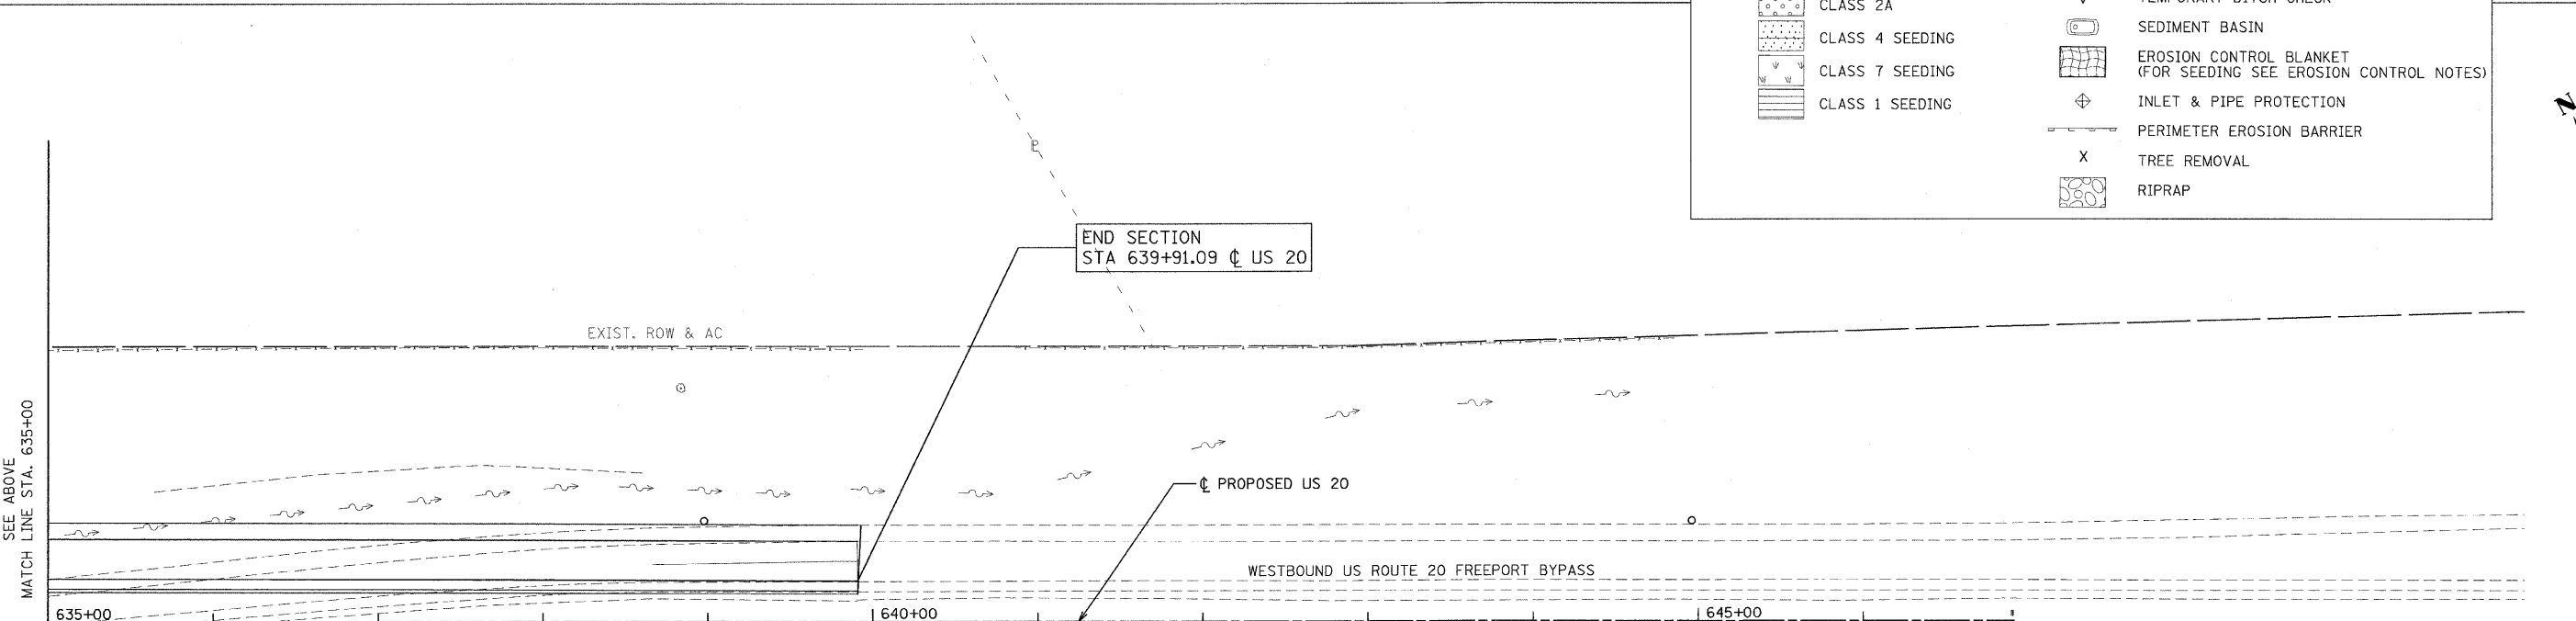 CLASS 2A
CLASS 4 SEEDING
CLASS 7 SEEDING
CLASS 1 SEEDING
SEDIMENT BASIN
EROSION CONTROL BLANKET
(FOR SEEDING SEE EROSION CONTROL NOTES)
INLET & PIPE PROTECTION
PERIMETER EROSION BARRIER
X TREE REMOVAL
RIPRAP
N
P
END SECTION
STA 639+91.09 ℄ US 20
EXIST. ROW & AC
SEE ABOVE
MATCH LINE STA. 635+00
℄ PROPOSED US 20
WESTBOUND US ROUTE 20 FREEPORT BYPASS
635+00
640+00
645+00